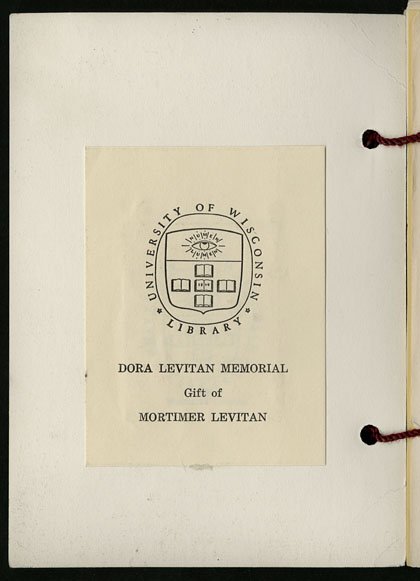 UNIVERSITY OF WISCONSIN
LIBRARY
DORA LEVITAN MEMORIAL
Gift of
MORTIMER LEVITAN